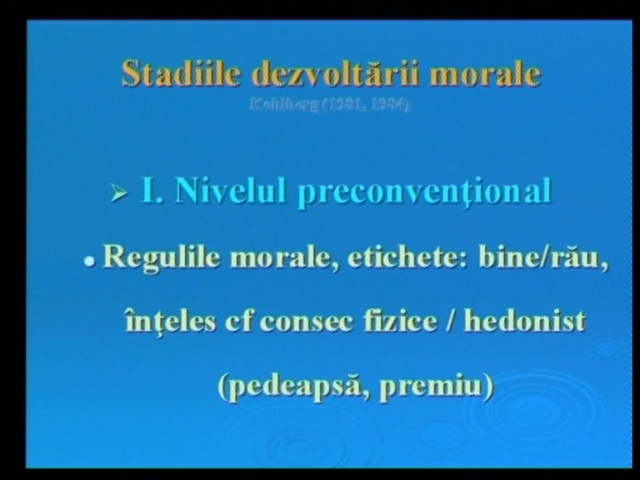 Stadiile dezvoltării morale
Kohlberg (1981, 1984)
I. Nivelul preconvenţional
Regulile morale, etichete: bine/rău,
înţeles cf consec fizice / hedonist
(pedeapsă, premiu)